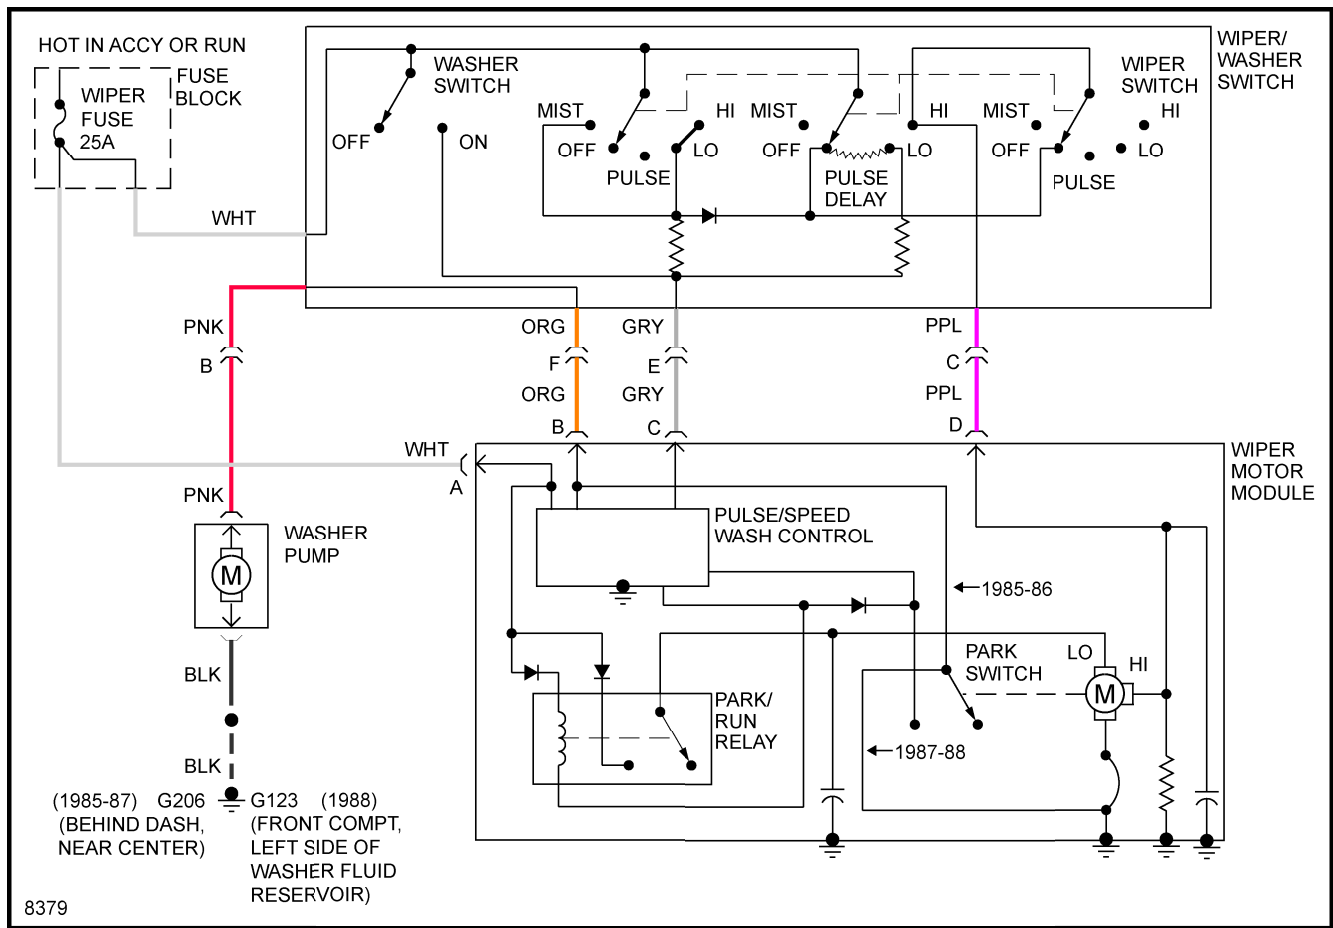 HOT IN ACCY OR RUN
FUSE
BLOCK
WIPER
FUSE
25A
WIPER/
WASHER
SWITCH
WASHER
SWITCH
WIPER
SWITCH
OFF
ON
MIST
HI
OFF
LO
PULSE
MIST
HI
OFF
LO
PULSE
DELAY
MIST
HI
OFF
LO
PULSE
WHT
PNK
B
ORG
GRY
PPL
F
E
C
ORG
GRY
PPL
B
C
D
WHT
A
PNK
WIPER
MOTOR
MODULE
WASHER
PUMP
M
PULSE/SPEED
WASH CONTROL
1985-86
PARK
SWITCH
LO
HI
M
PARK/
RUN
RELAY
1987-88
BLK
BLK
(1985-87) G206
(BEHIND DASH,
NEAR CENTER)
G123 (1988)
(FRONT COMPT,
LEFT SIDE OF
WASHER FLUID
RESERVOIR)
8379